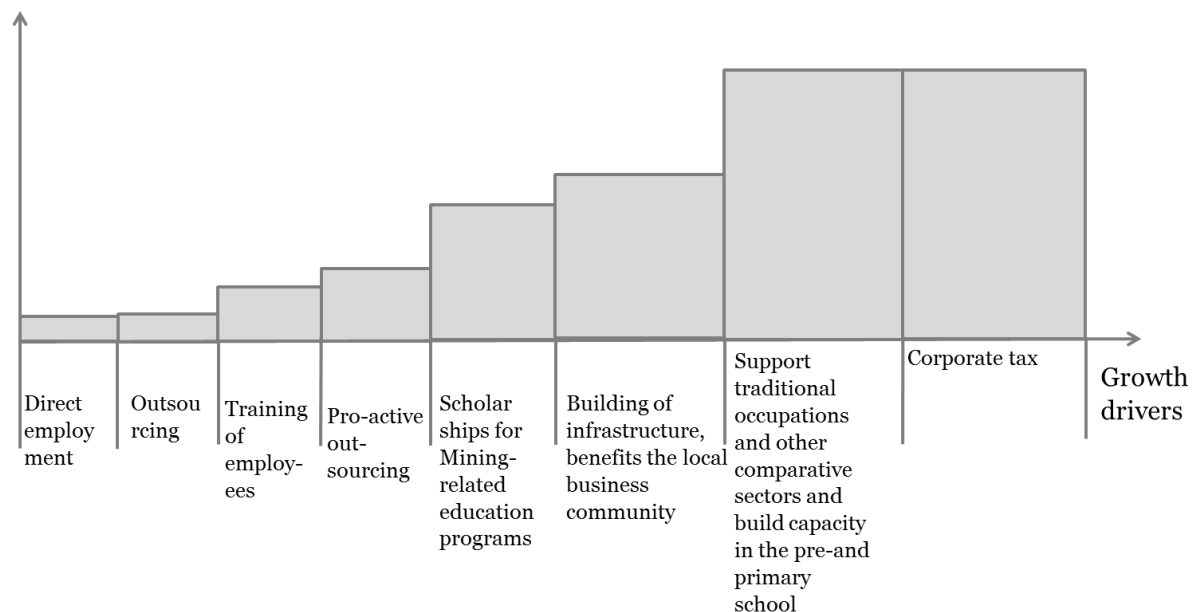 Direct
employ
ment
Outsou
rcing
Training
of
employ-
ees
Pro-active
out-
sourcing
Scholar
ships for
Mining-
related
education
programs
Building of
infrastructure,
benefits the local
business
community
Support
traditional
occupations
and other
comparative
sectors and
build capacity
in the pre-and
primary
school
Corporate tax
Growth
drivers